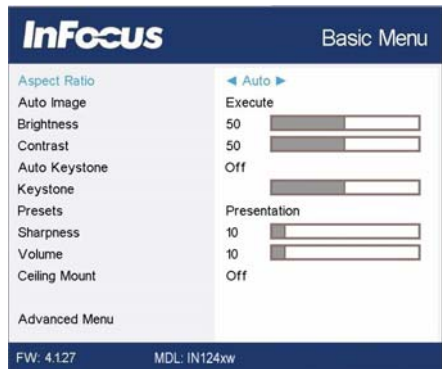 InFocus Basic Menu
Aspect Ratio ◄ Auto ►
Auto Image Execute
Brightness 50
Contrast 50
Auto Keystone Off
Keystone
Presets Presentation
Sharpness 10
Volume 10
Ceiling Mount Off
Advanced Menu
FW: 4.1.27 MDL: IN124xw